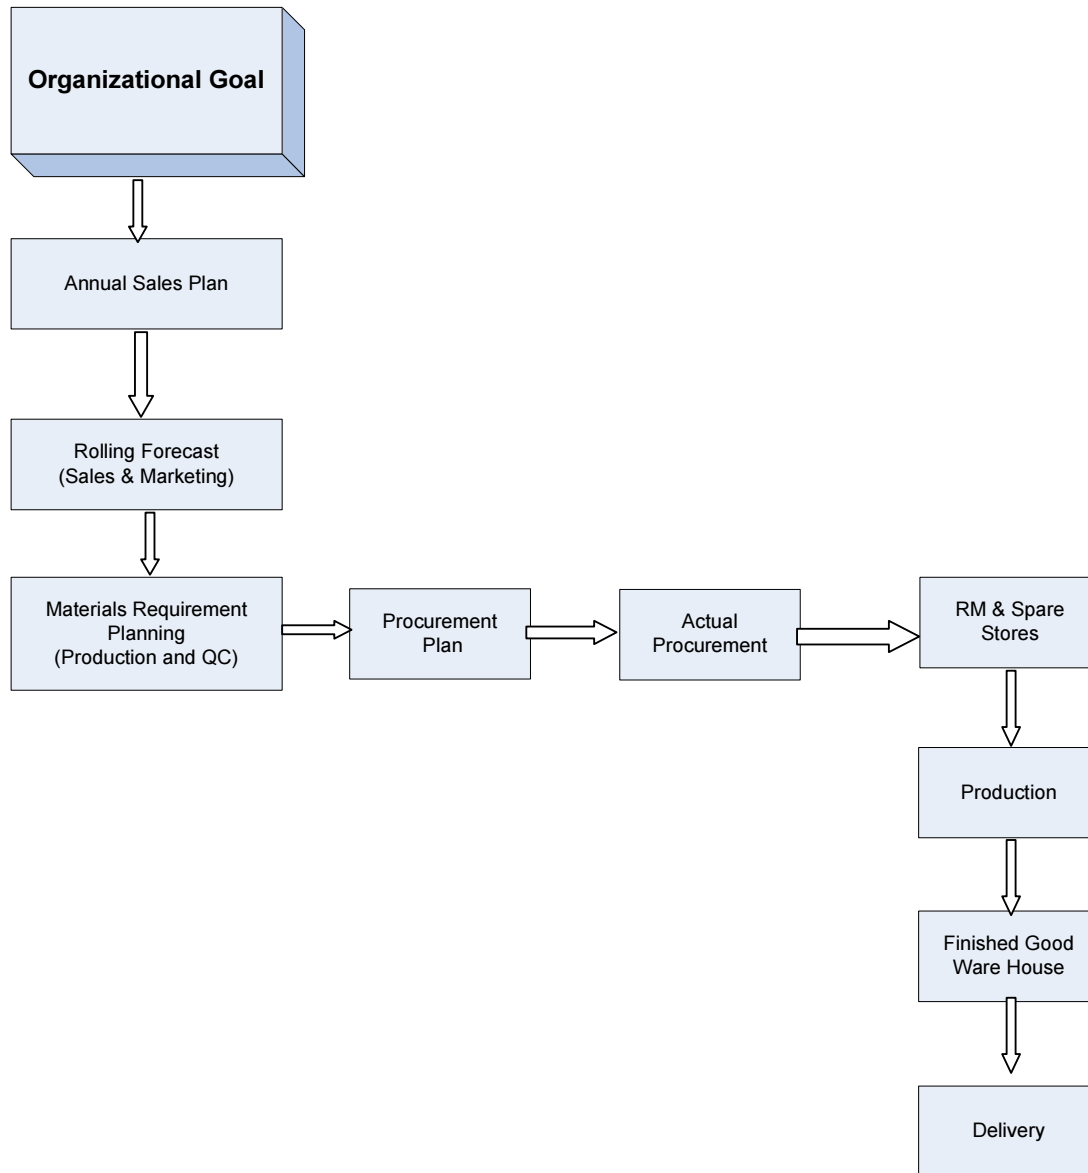 Organizational Goal
Annual Sales Plan
Rolling Forecast
(Sales & Marketing)
Materials Requirement
Planning
(Production and QC)
Procurement
Plan
Actual
Procurement
RM & Spare
Stores
Production
Finished Good
Ware House
Delivery